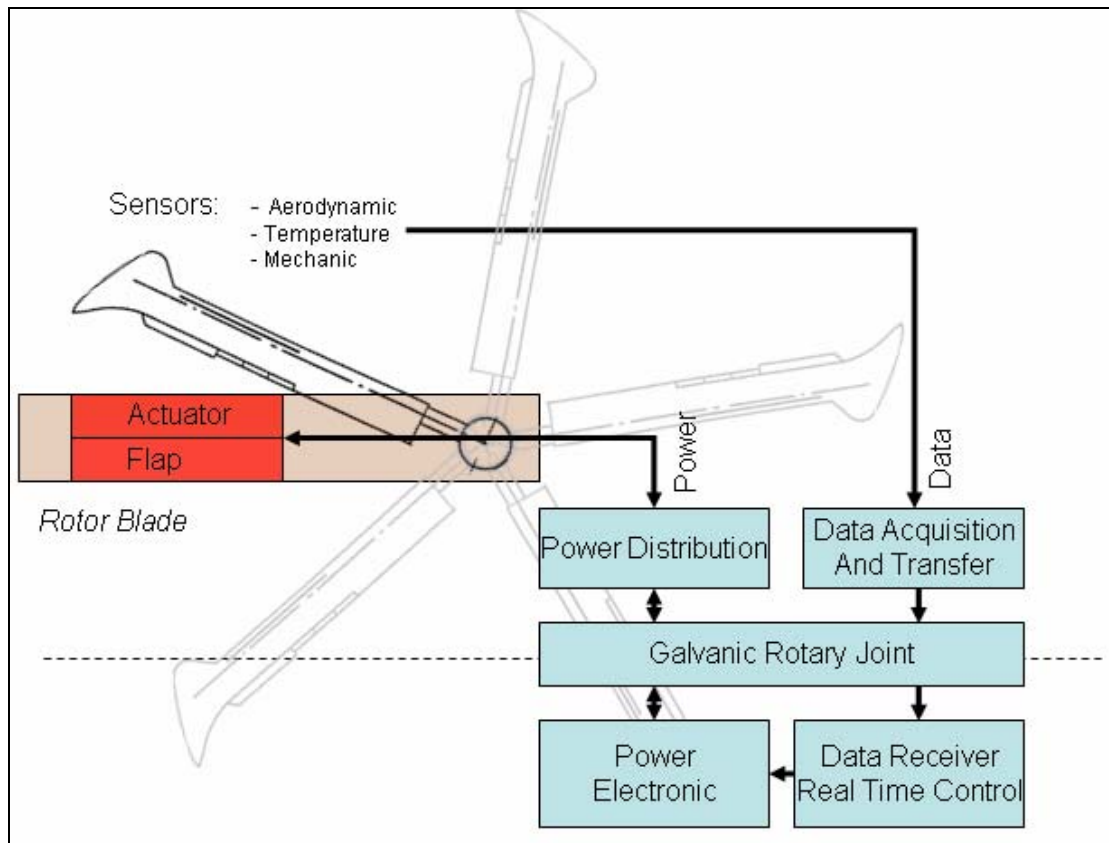 Sensors:
- Aerodynamic
- Temperature
- Mechanic
Actuator
Flap
Rotor Blade
Power
Data
Power Distribution
Data Acquisition
And Transfer
Galvanic Rotary Joint
Power
Electronic
Data Receiver
Real Time Control